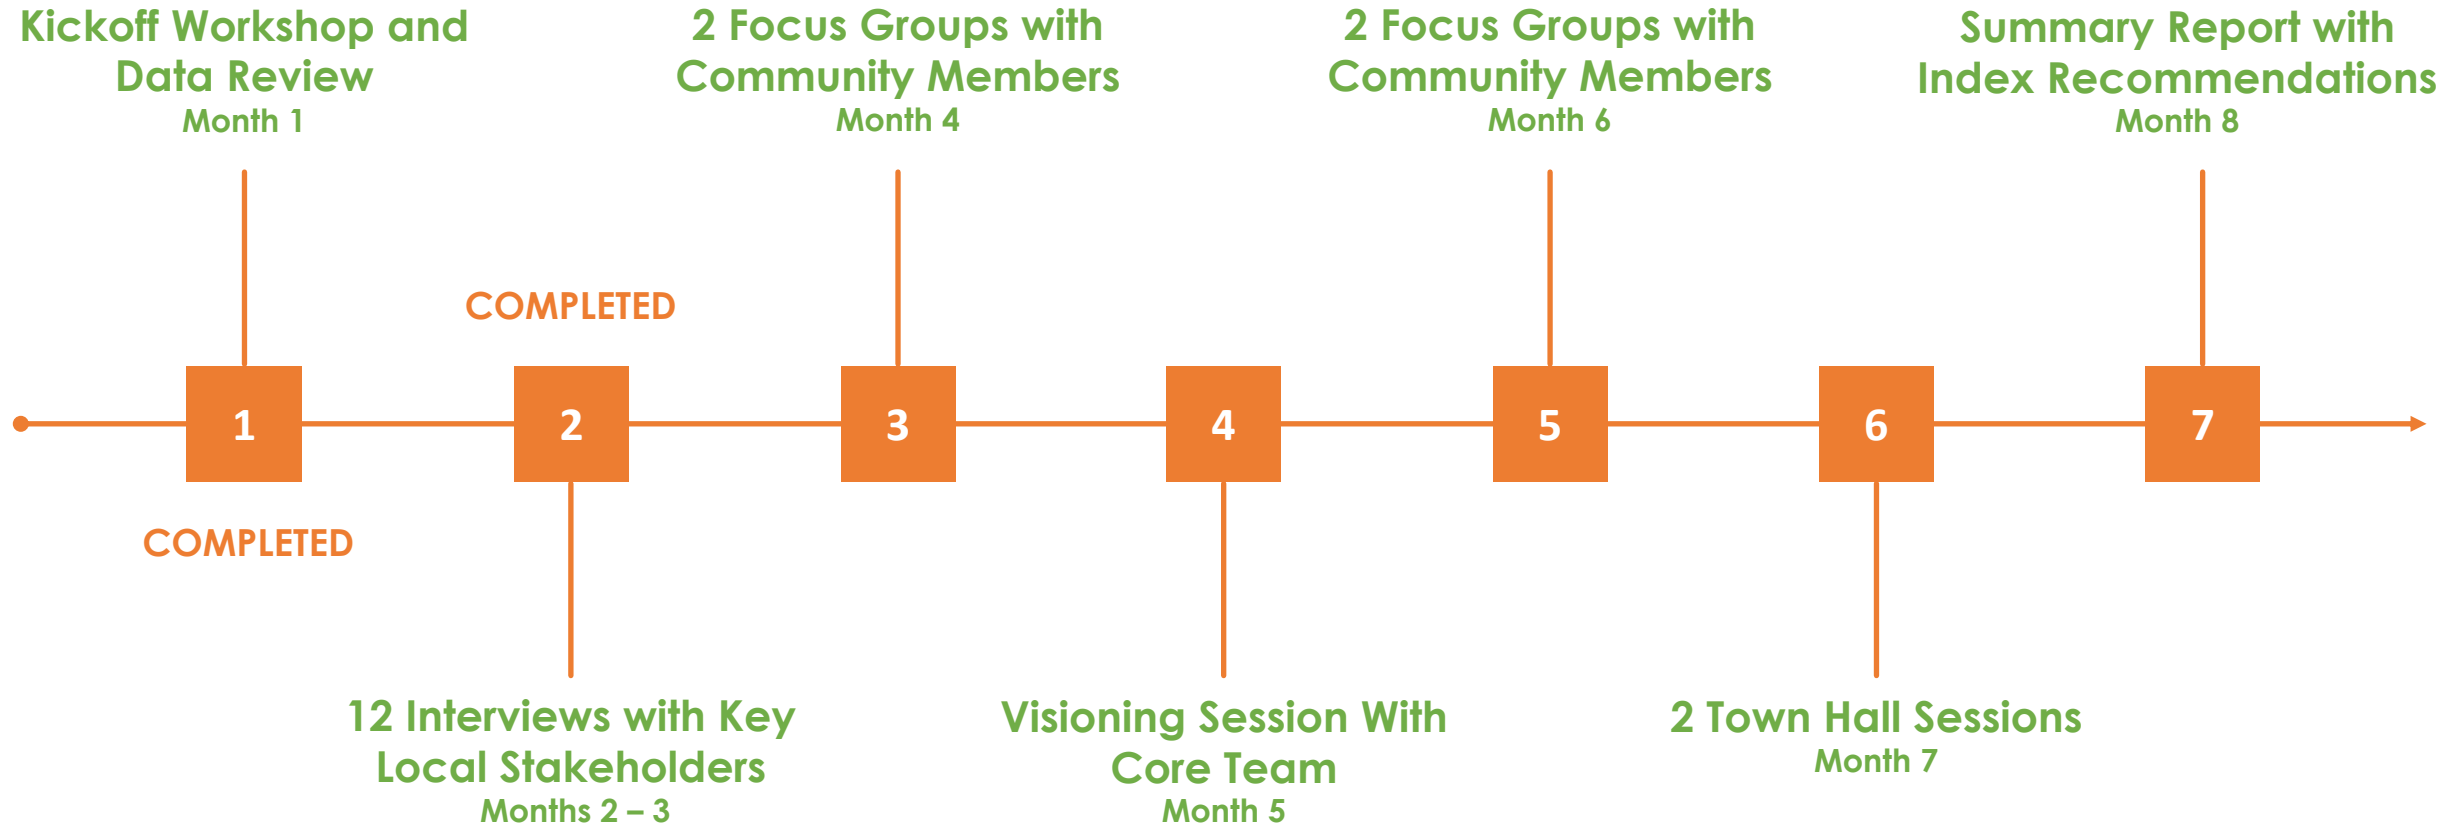 Kickoff Workshop and
Data Review
Month 1
2 Focus Groups with
Community Members
Month 4
2 Focus Groups with
Community Members
Month 6
Summary Report with
Index Recommendations
Month 8
COMPLETED
1
2
3
4
5
6
7
COMPLETED
12 Interviews with Key
Local Stakeholders
Months 2 – 3
Visioning Session With
Core Team
Month 5
2 Town Hall Sessions
Month 7